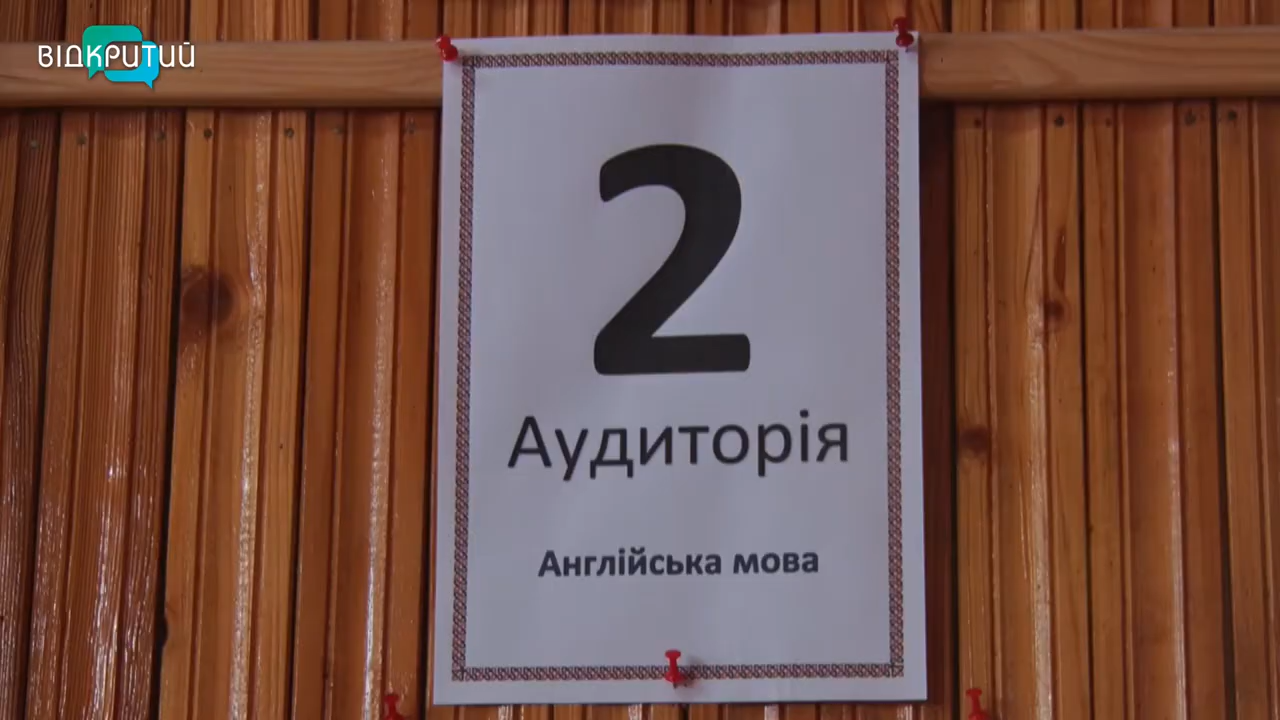 ВІДКРИТИЙ
2
Аудиторія
Англійська мова